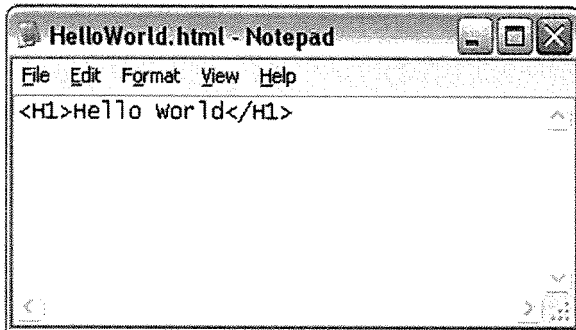 HelloWorld.html - Notepad
File Edit Format View Help
<H1>Hello World</H1>